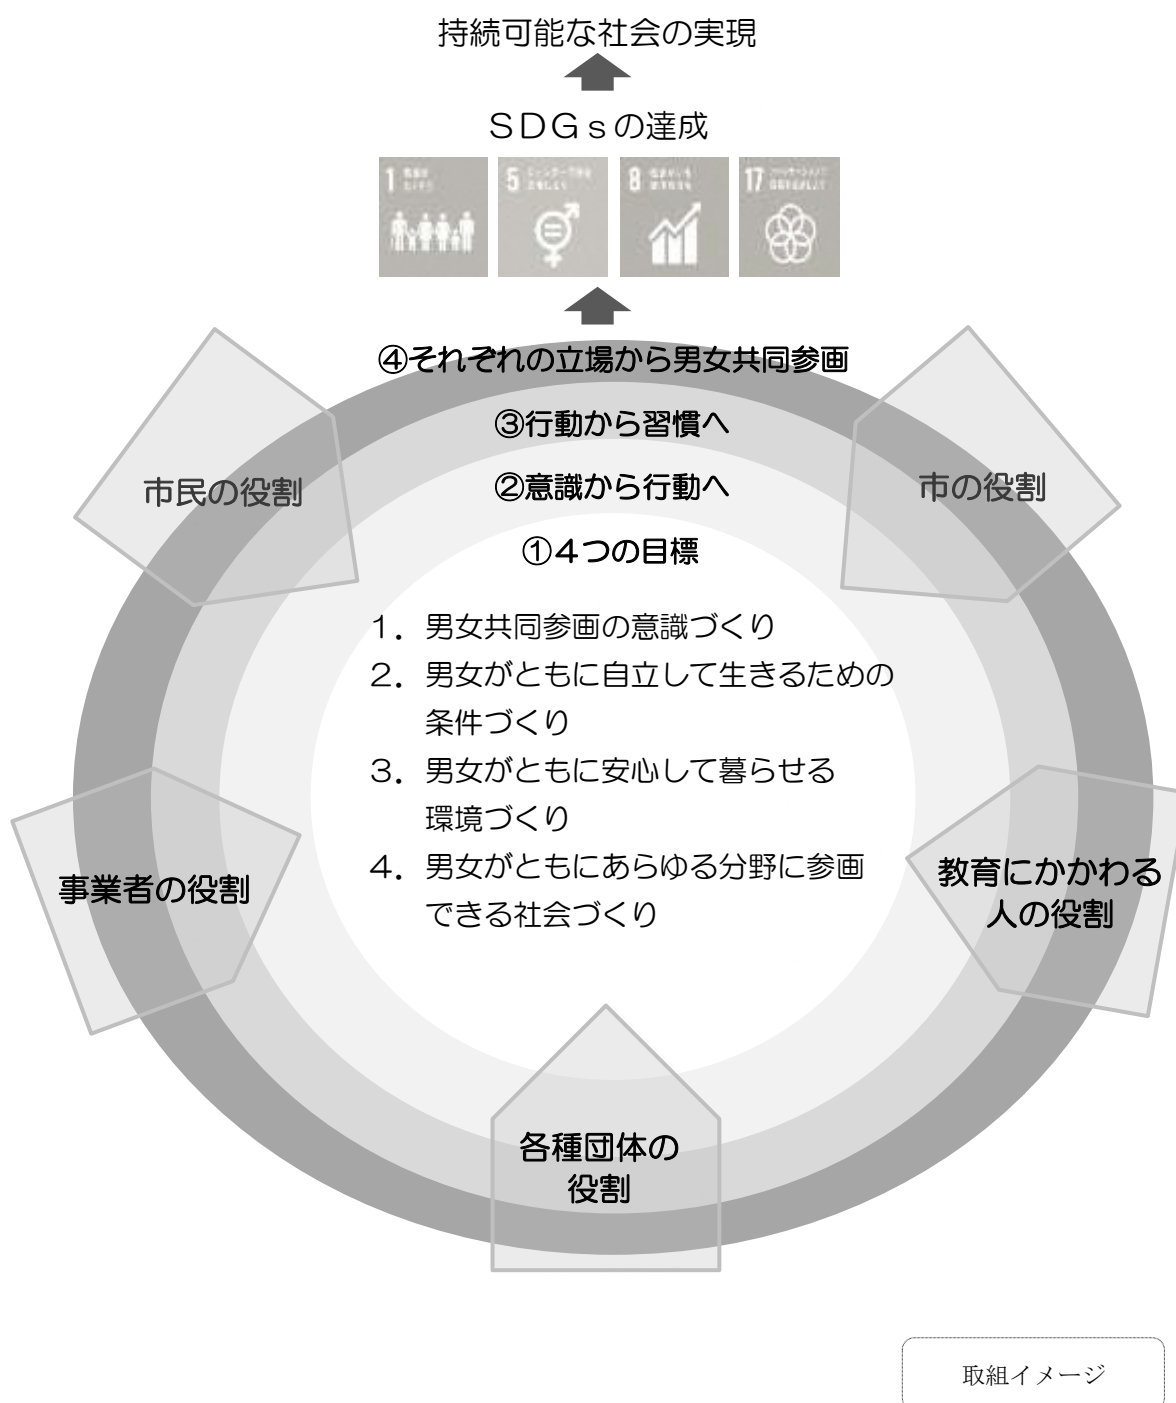 持続可能な社会の実現
ＳＤＧｓの達成
1
5
8
17
④それぞれの立場から男女共同参画
③行動から習慣へ
②意識から行動へ
①４つの目標
市民の役割
市の役割
１．男女共同参画の意識づくり
２．男女がともに自立して生きるための
条件づくり
３．男女がともに安心して暮らせる
環境づくり
４．男女がともにあらゆる分野に参画
できる社会づくり
事業者の役割
教育にかかわる
人の役割
各種団体の
役割
取組イメージ